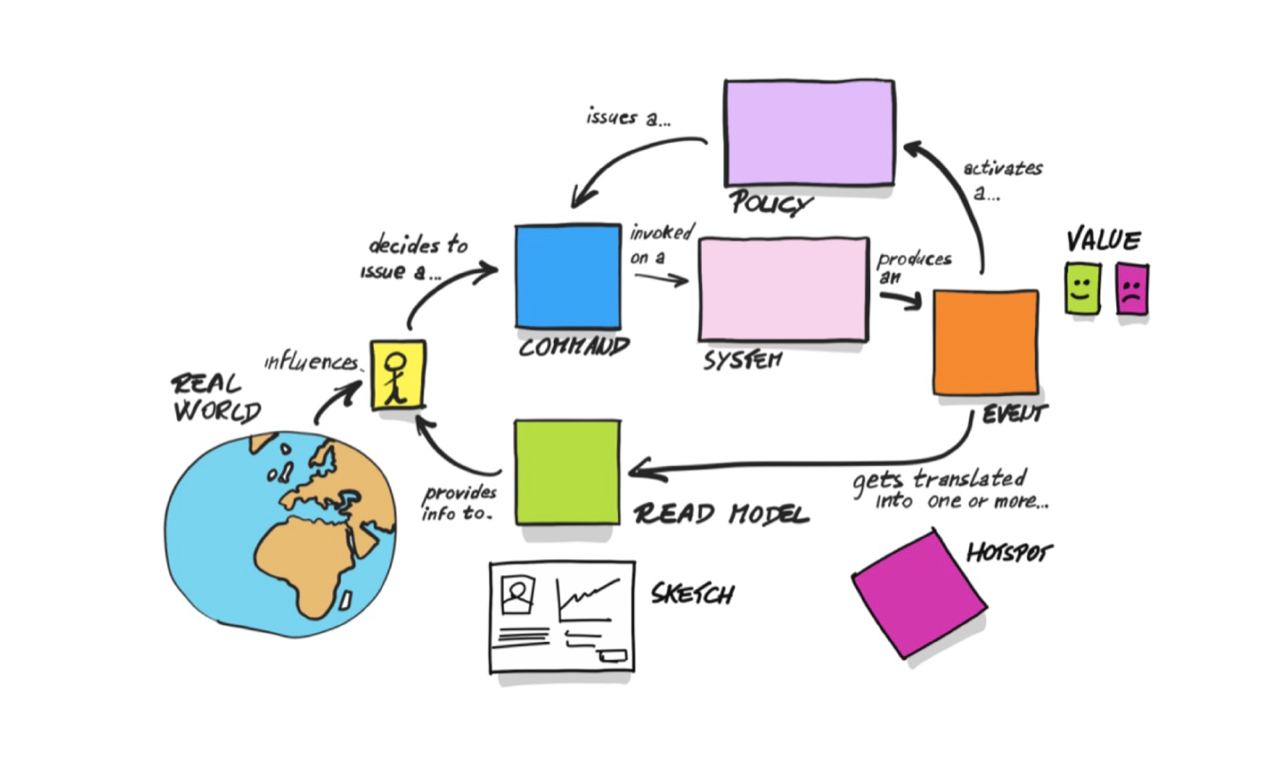 issues a...
POLICY
activates
a...
VALUE
decides to
issue a...
invoked
on a
produces
an
COMMAND
SYSTEM
EVENT
influences.
REAL
WORLD
provides
info to.
READ MODEL
gets translated
into one or more...
HOTSPOT
SKETCH